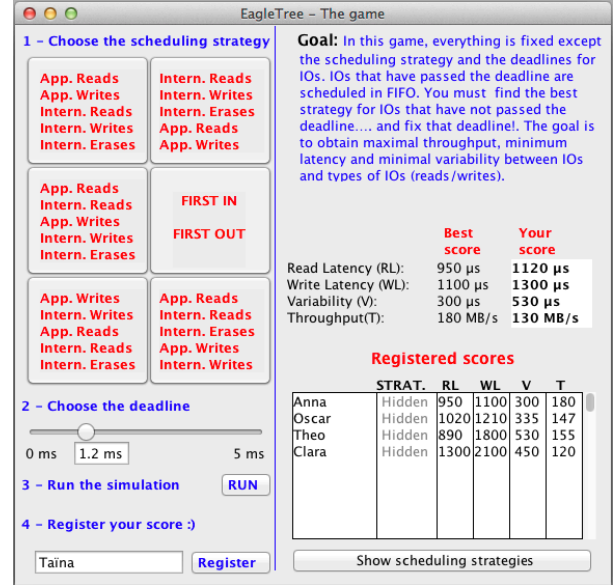 EagleTree – The game
1 – Choose the scheduling strategy
App. Reads
App. Writes
Intern. Reads
Intern. Writes
Intern. Erases
Intern. Reads
Intern. Writes
Intern. Erases
App. Reads
App. Writes
App. Reads
Intern. Reads
App. Writes
Intern. Writes
Intern. Erases
FIRST IN
FIRST OUT
App. Writes
Intern. Writes
App. Reads
Intern. Reads
Intern. Erases
App. Reads
Intern. Reads
Intern. Erases
App. Writes
Intern. Writes
2 – Choose the deadline
0 ms 1.2 ms 5 ms
3 – Run the simulation RUN
4 – Register your score :)
Taïna Register
Goal: In this game, everything is fixed except
the scheduling strategy and the deadlines for
IOs. IOs that have passed the deadline are
scheduled in FIFO. You must find the best
strategy for IOs that have not passed the
deadline.... and fix that deadline!. The goal is
to obtain maximal throughput, minimum
latency and minimal variability between IOs
and types of IOs (reads/writes).
Best Your
score score
Read Latency (RL): 950 µs 1120 µs
Write Latency (WL): 1100 µs 1300 µs
Variability (V): 300 µs 530 µs
Throughput(T): 180 MB/s 130 MB/s
Registered scores
STRAT. RL WL V T
Anna Hidden 950 1100 300 180
Oscar Hidden 1020 1210 335 147
Theo Hidden 890 1800 530 155
Clara Hidden 1300 2100 450 120
Show scheduling strategies